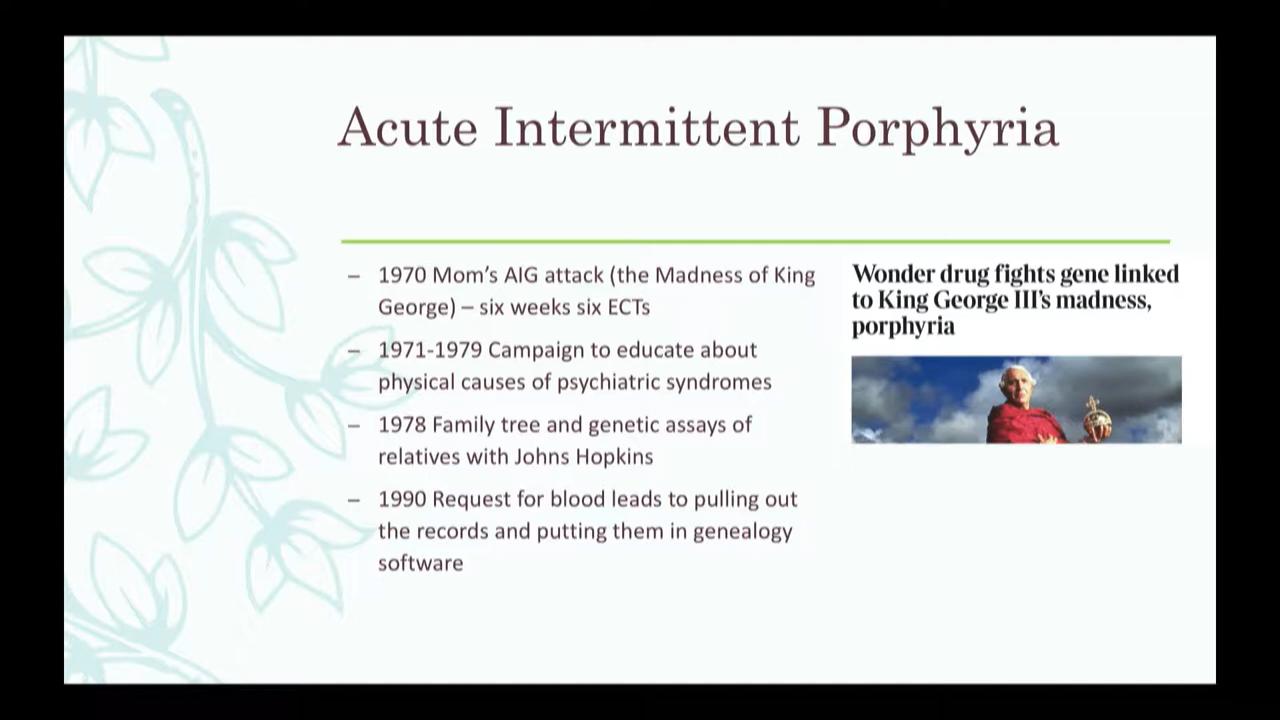 Acute Intermittent Porphyria
– 1970 Mom’s AIG attack (the Madness of King
George) – six weeks six ECTs
– 1971-1979 Campaign to educate about
physical causes of psychiatric syndromes
– 1978 Family tree and genetic assays of
relatives with Johns Hopkins
– 1990 Request for blood leads to pulling out
the records and putting them in genealogy
software
Wonder drug fights gene linked
to King George III’s madness,
porphyria